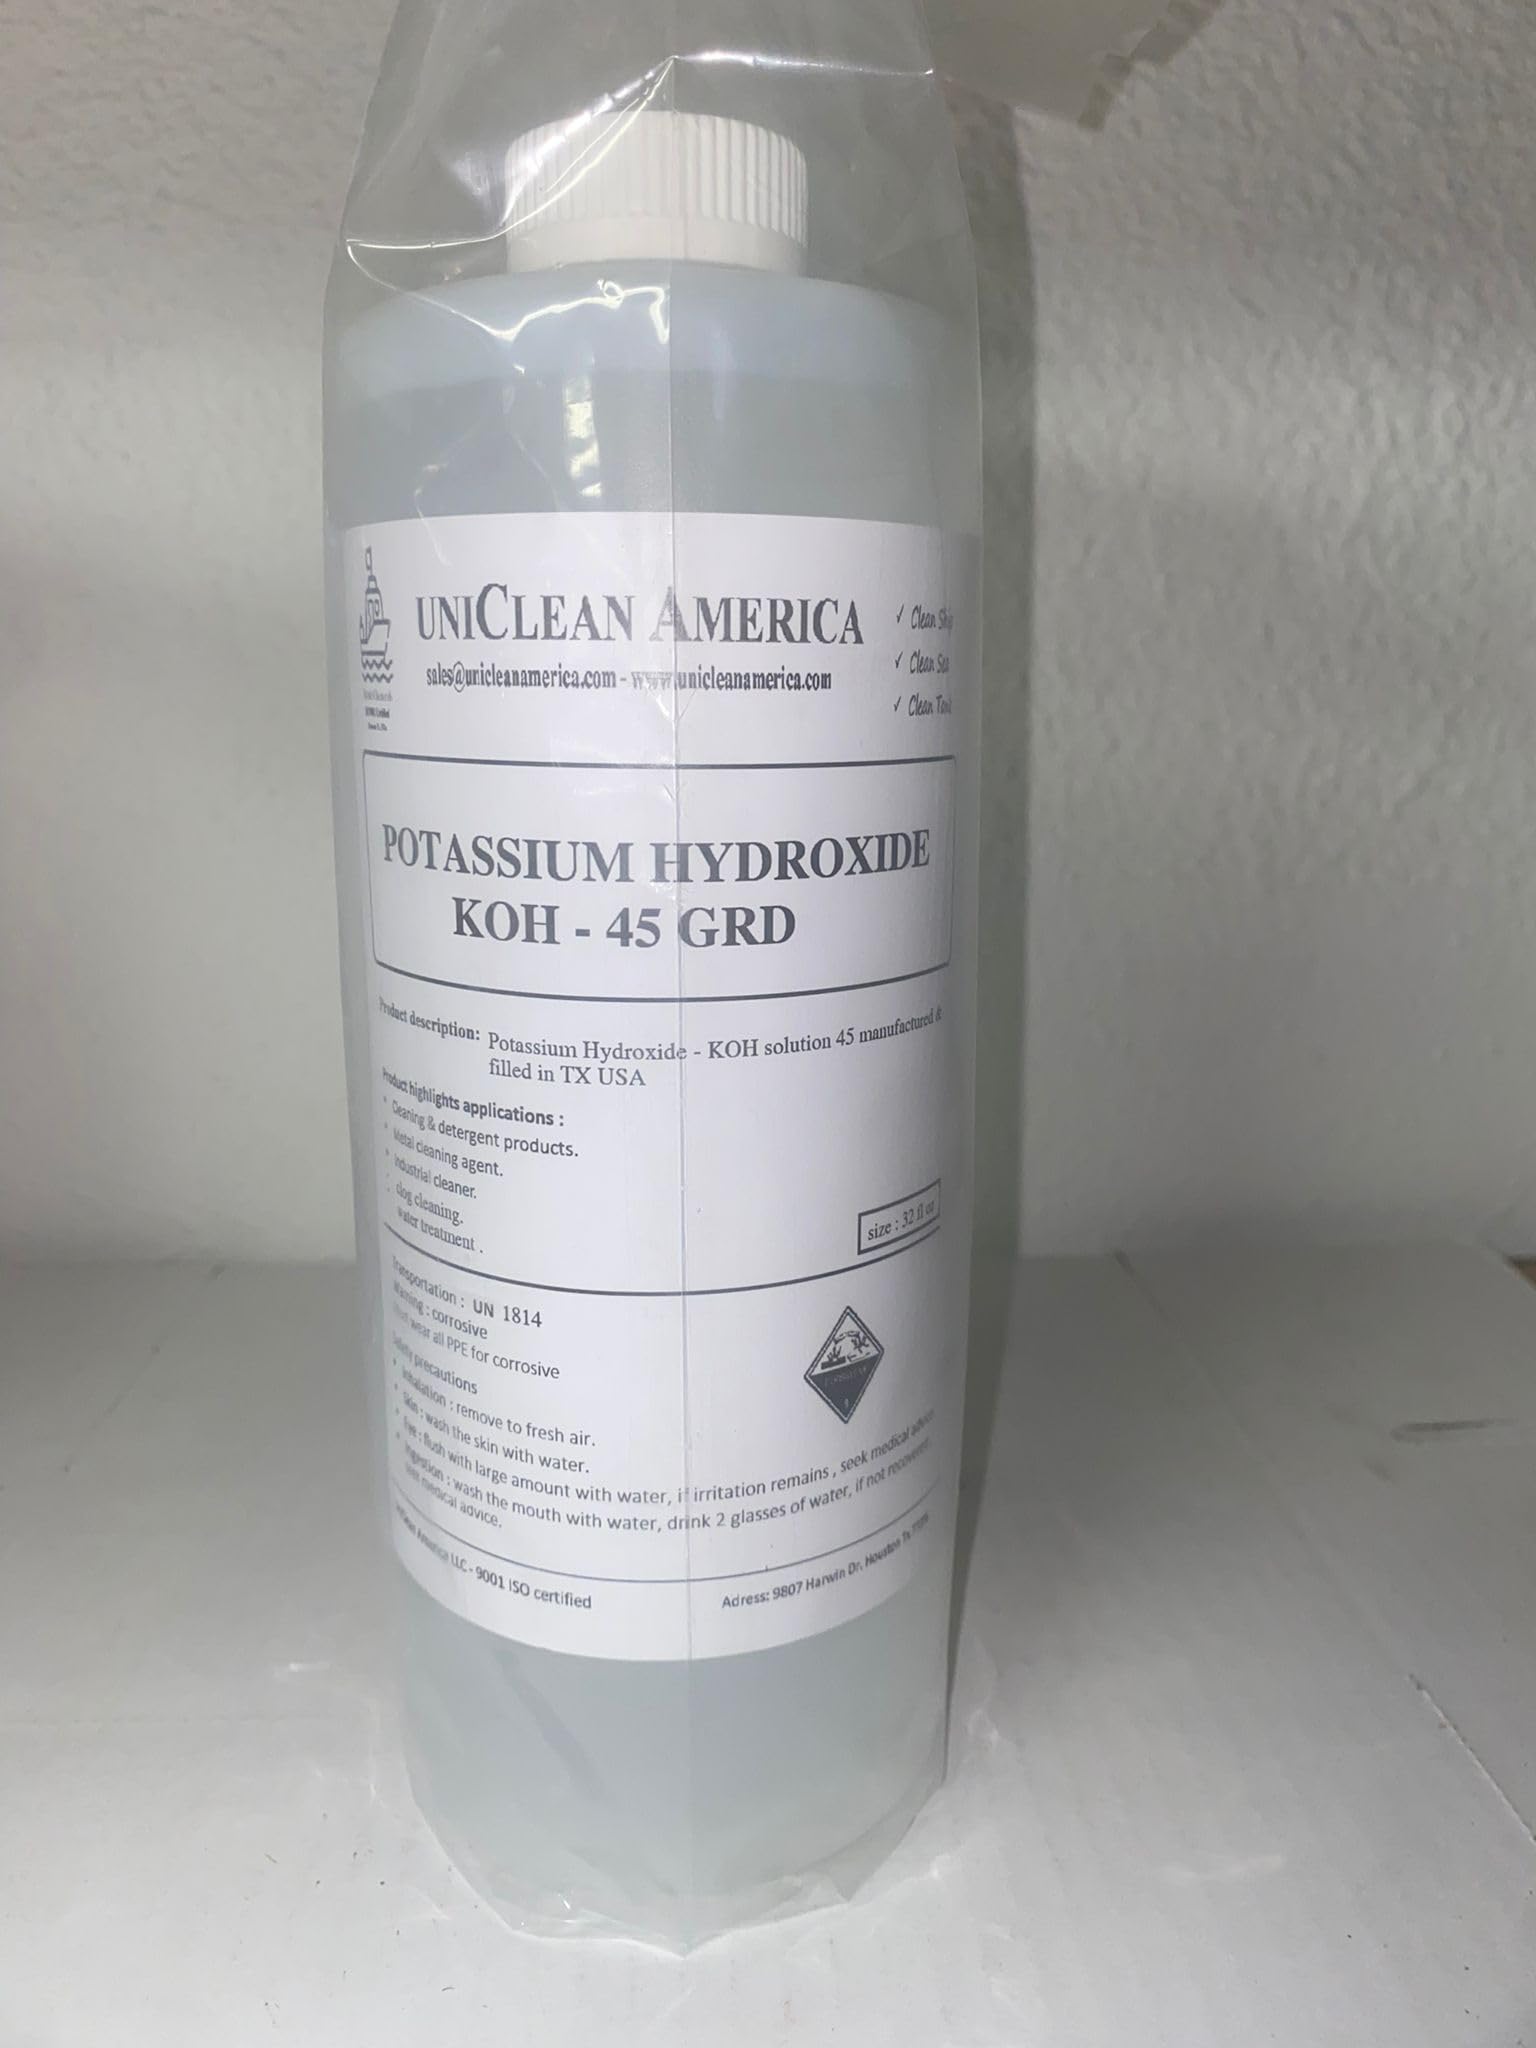 UNICLEAN AMERICA
sales@unicleanamerica.com - www.unicleanamerica.com
✓ Clean
✓ Clean
✓ Clean
POTASSIUM HYDROXIDE
KOH - 45 GRD
Product description: Potassium Hydroxide - KOH solution 45 manufactured &
filled in TX USA
Product highlights applications :
Cleaning & detergent products.
Metal cleaning agent.
Industrial cleaner.
clog cleaning.
water treatment .
size : 32 fl oz
Transportation : UN 1814
Warning : corrosive
wear all PPE for corrosive
Safety precautions
Inhalation : remove to fresh air.
Skin : wash the skin with water.
Eye : flush with large amount with water, if irritation remains , seek medical advice
Ingestion : wash the mouth with water, drink 2 glasses of water, if not recovered
medical advice.
America LLC - 9001 ISO certified
Adress: 9807 Harwin Dr. Houston Tx